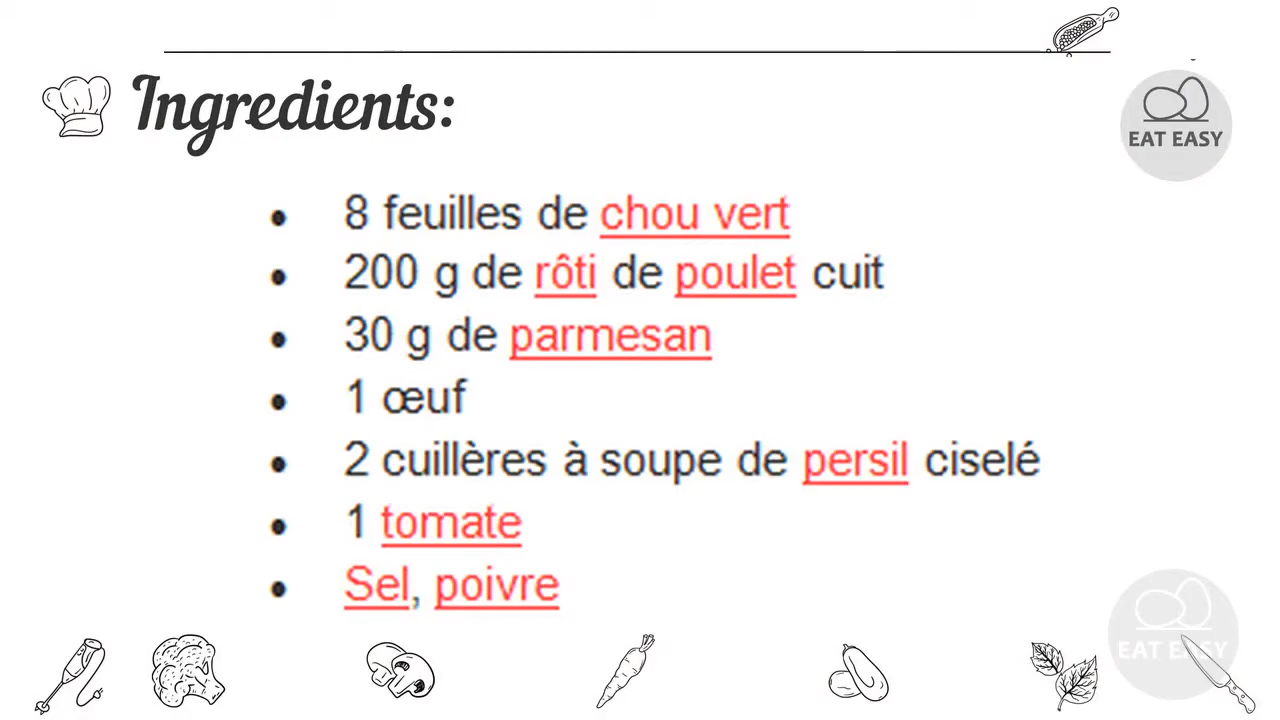 Ingredients:
EAT EASY
• 8 feuilles de chou vert
• 200 g de rôti de poulet cuit
• 30 g de parmesan
• 1 œuf
• 2 cuillères à soupe de persil ciselé
• 1 tomate
• Sel, poivre
EAT EASY